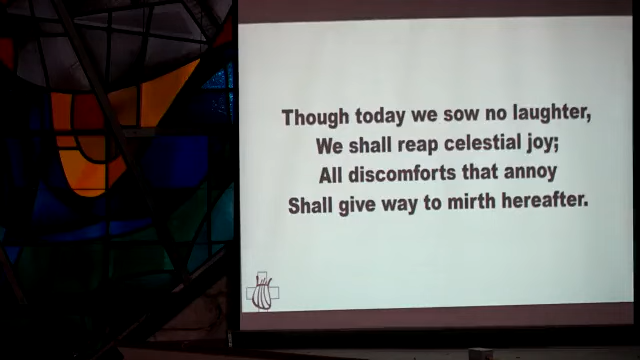 Though today we sow no laughter,
We shall reap celestial joy;
All discomforts that annoy
Shall give way to mirth hereafter.